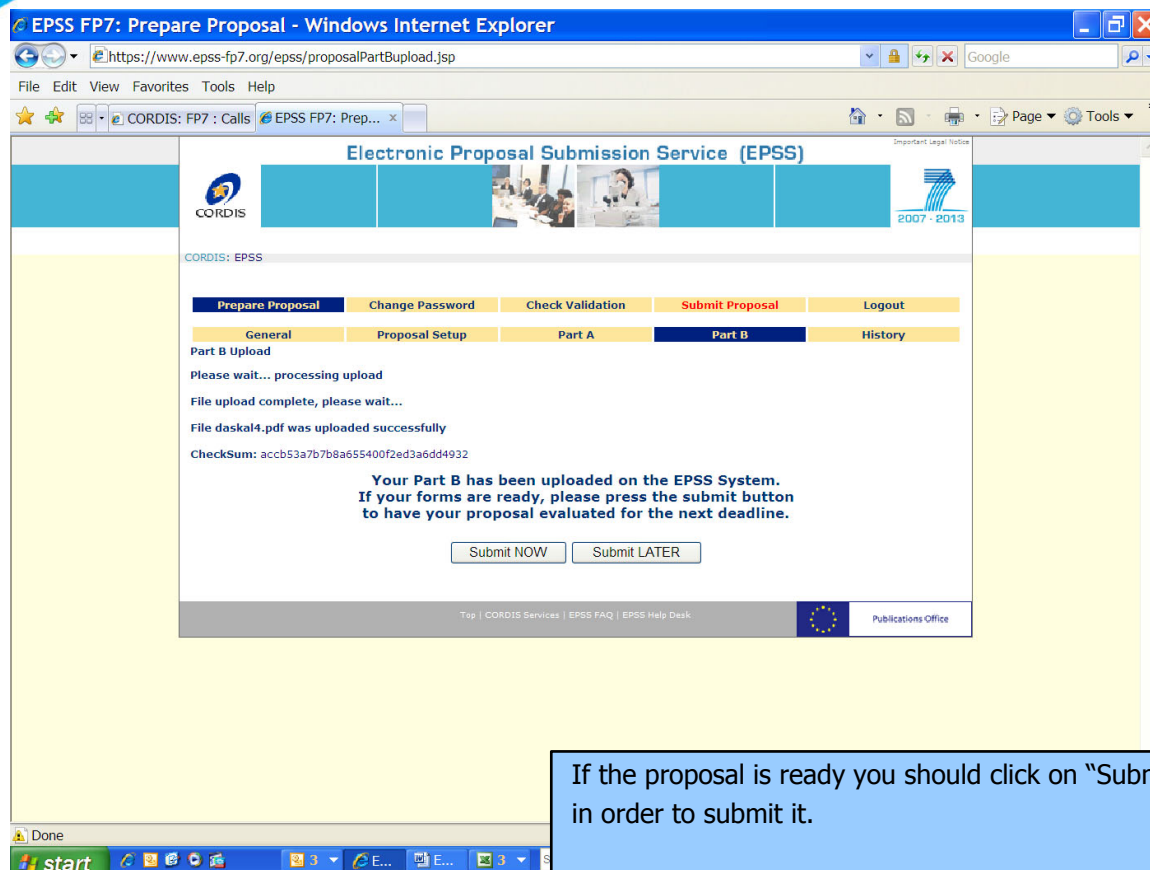 EPSS FP7: Prepare Proposal - Windows Internet Explorer
https://www.epss-fp7.org/epss/proposalPartBupload.jsp
Google
File Edit View Favorites Tools Help
CORDIS: FP7 : Calls
EPSS FP7: Prep... x
Page
Tools
Electronic Proposal Submission Service (EPSS)
Important Legal Notice
CORDIS
2007 - 2013
CORDIS: EPSS
Prepare Proposal Change Password Check Validation Submit Proposal Logout
General Proposal Setup Part A Part B History
Part B Upload
Please wait... processing upload
File upload complete, please wait...
File daskal4.pdf was uploaded successfully
CheckSum: accb53a7b7b8a655400f2ed3a6dd4932
Your Part B has been uploaded on the EPSS System.
If your forms are ready, please press the submit button
to have your proposal evaluated for the next deadline.
Submit NOW Submit LATER
Top | CORDIS Services | EPSS FAQ | EPSS Help Desk
Publications Office
If the proposal is ready you should click on “Subm
in order to submit it.
Done
start 3 E... E... 3 S